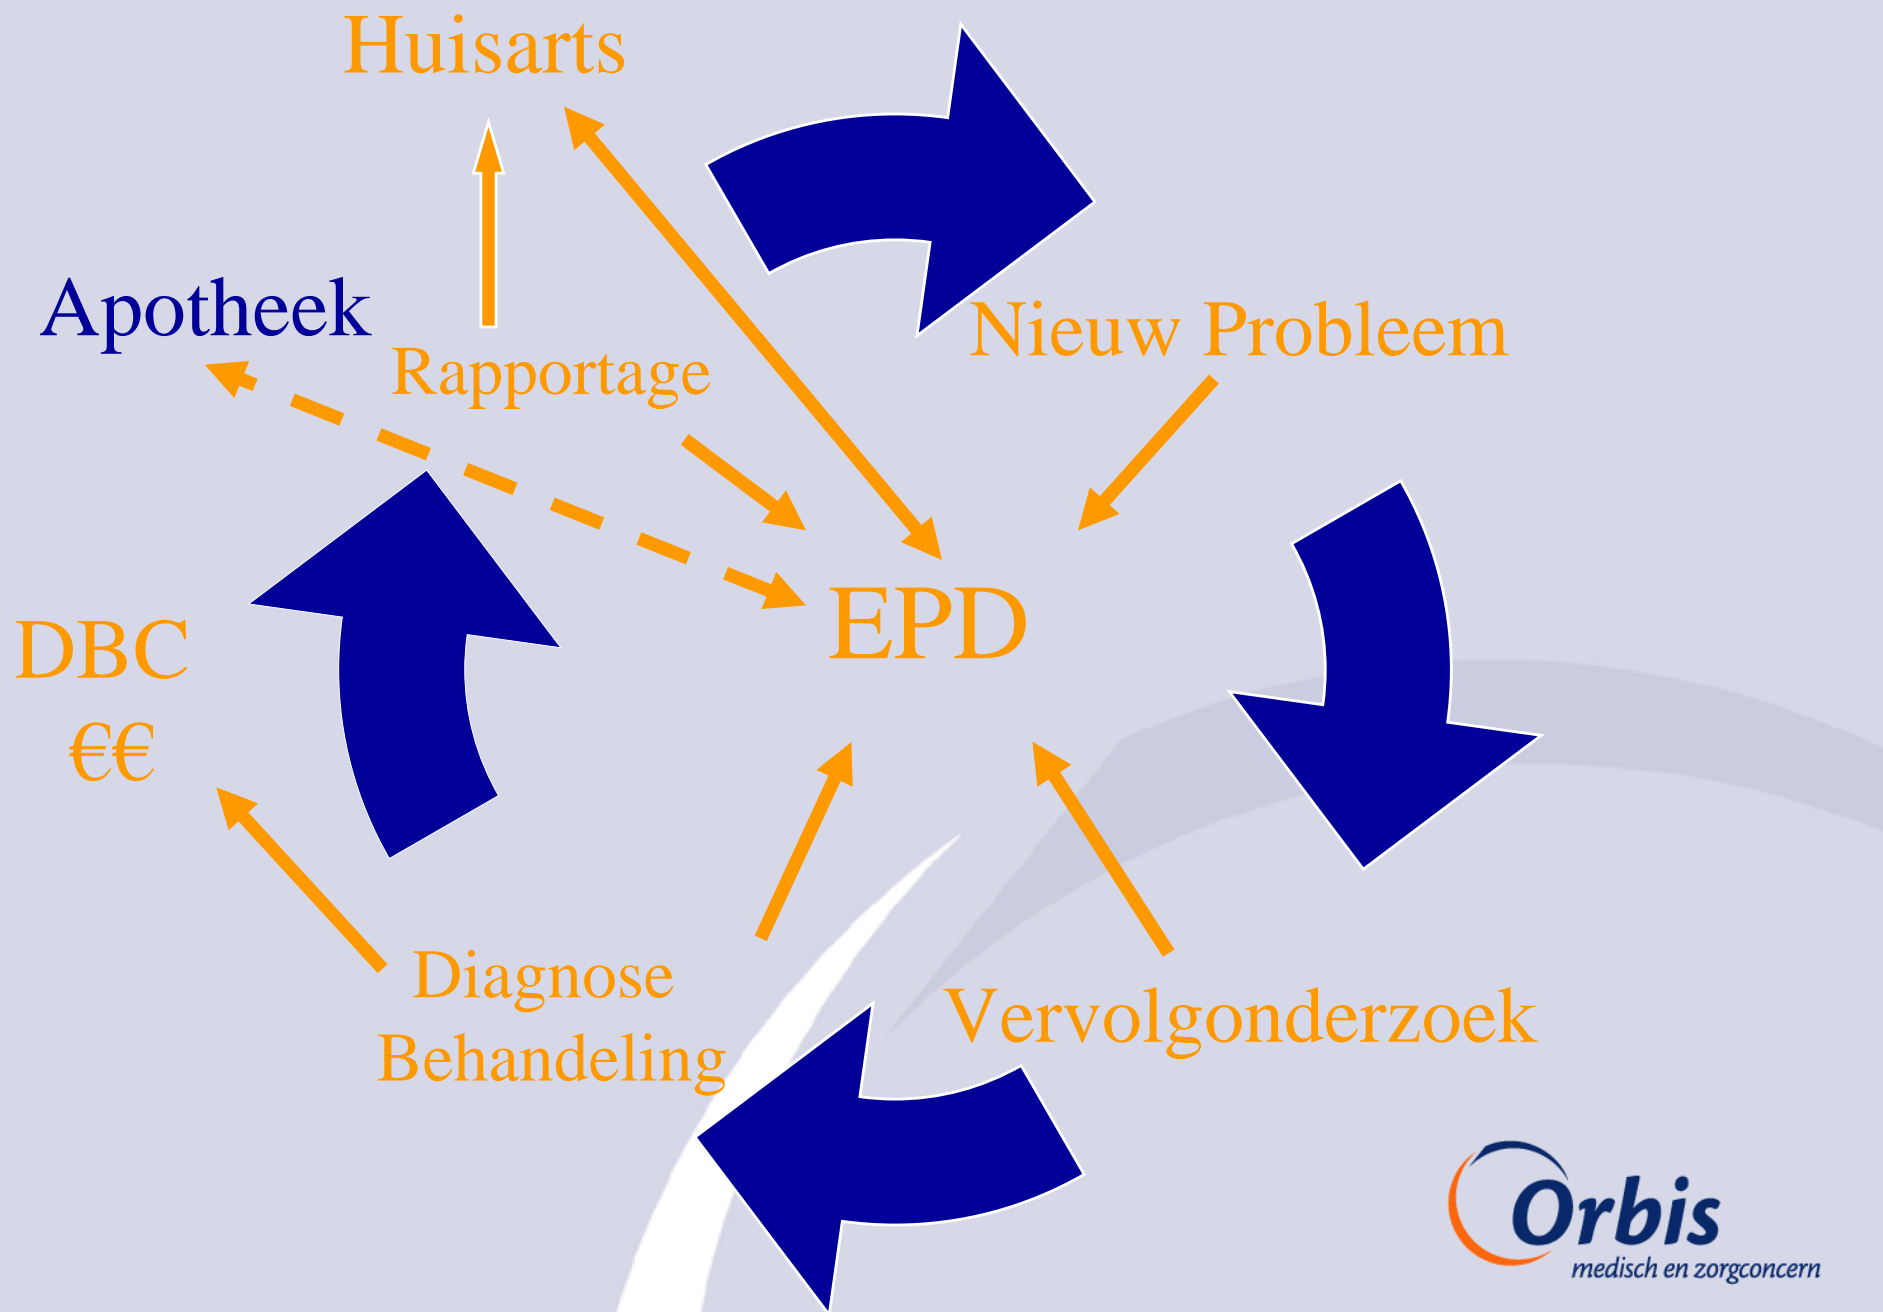 Huisarts
Apotheek
Rapportage
Nieuw Probleem
EPD
DBC
€€
Diagnose
Behandeling
Vervolgonderzoek
Orbis
medisch en zorgconcern